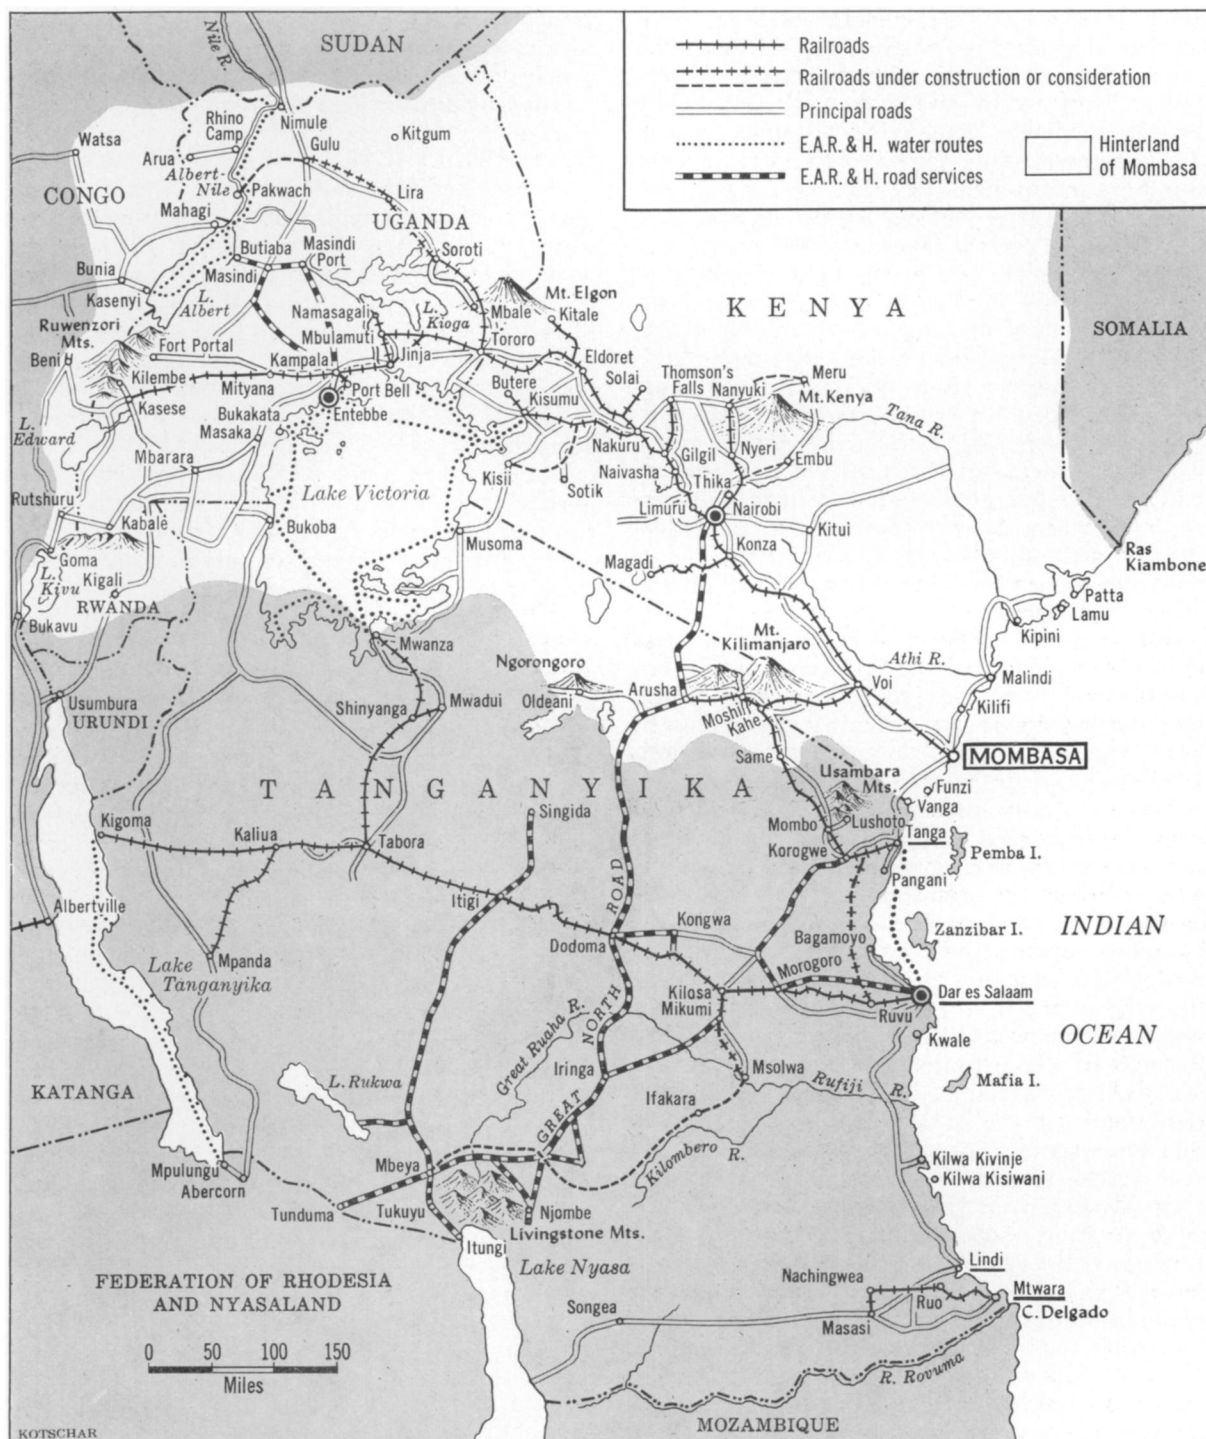 SUDAN
Nile R.
Railroads
Railroads under construction or consideration
Principal roads
E.A.R. & H. water routes
E.A.R. & H. road services
Hinterland
of Mombasa
Watsa
Rhino
Camp
Nimule
Kitgum
Arua
Gulu
Albert-
Nile
Pakwach
Lira
CONGO
Mahagi
UGANDA
Butiaba
Masindi
Port
Soroti
Bunia
Masindi
Kasenyi
L.
Albert
Namasagali
L.
Kioga
Mbale
Mt. Elgon
Kitale
KENYA
SOMALIA
Ruwenzori
Mts.
Mbulamuti
Beni
Fort Portal
Kampala
Jinja
Tororo
Eldoret
Kilembe
Mityana
Port Bell
Butere
Solai
Thomson's
Falls
Nanyuki
Meru
Mt. Kenya
Kasese
Bukakata
Entebbe
Kisumu
Tana R.
L.
Edward
Masaka
Nakuru
Gilgil
Nyeri
Mbarara
Kisii
Naivasha
Embu
Rutshuru
Lake Victoria
Sotik
Thika
Kabale
Bukoba
Limuru
Nairobi
Kitui
Goma
Musoma
Konza
Ras
Kiambone
L.
Kivu
Kigali
Magadi
RWANDA
Patta
Lamu
Bukavu
Mwanza
Mt.
Kilimanjaro
Kipini
Ngorongoro
Athi R.
Oldeani
Arusha
Voi
Malindi
Usumbura
URUNDI
Shinyanga
Mwadui
Moshi
Kahe
Kilifi
Same
MOMBASA
TANGANYIKA
Usambara
Mts.
Funzi
Vanga
Kigoma
Singida
Mombo
Lushoto
Kaliua
Tabora
Korogwe
Tanga
Pemba I.
Pangani
Albertville
Itigi
ROAD
Kongwa
Zanzibar I.
INDIAN
Dodoma
Bagamoyo
Mpanda
Morogoro
Lake
Tanganyika
Kilosa
Dar es Salaam
Mikumi
Ruvu
NORTH
Great Ruaha R.
Kwale
OCEAN
Iringa
Msolwa
Rufiji R.
Mafia I.
KATANGA
L. Rukwa
Ifakara
GREAT
Kilombero R.
Mpulungu
Mbeya
Kilwa Kivinje
Abercorn
Kilwa Kisiwani
Tunduma
Tukuyu
Njombe
Livingstone Mts.
Itungi
Lake Nyasa
Lindi
FEDERATION OF RHODESIA
AND NYASALAND
Nachingwea
Mtwara
Songea
Ruo
C. Delgado
Masasi
0 50 100 150
Miles
R. Rovuma
MOZAMBIQUE
KOTSCHAR